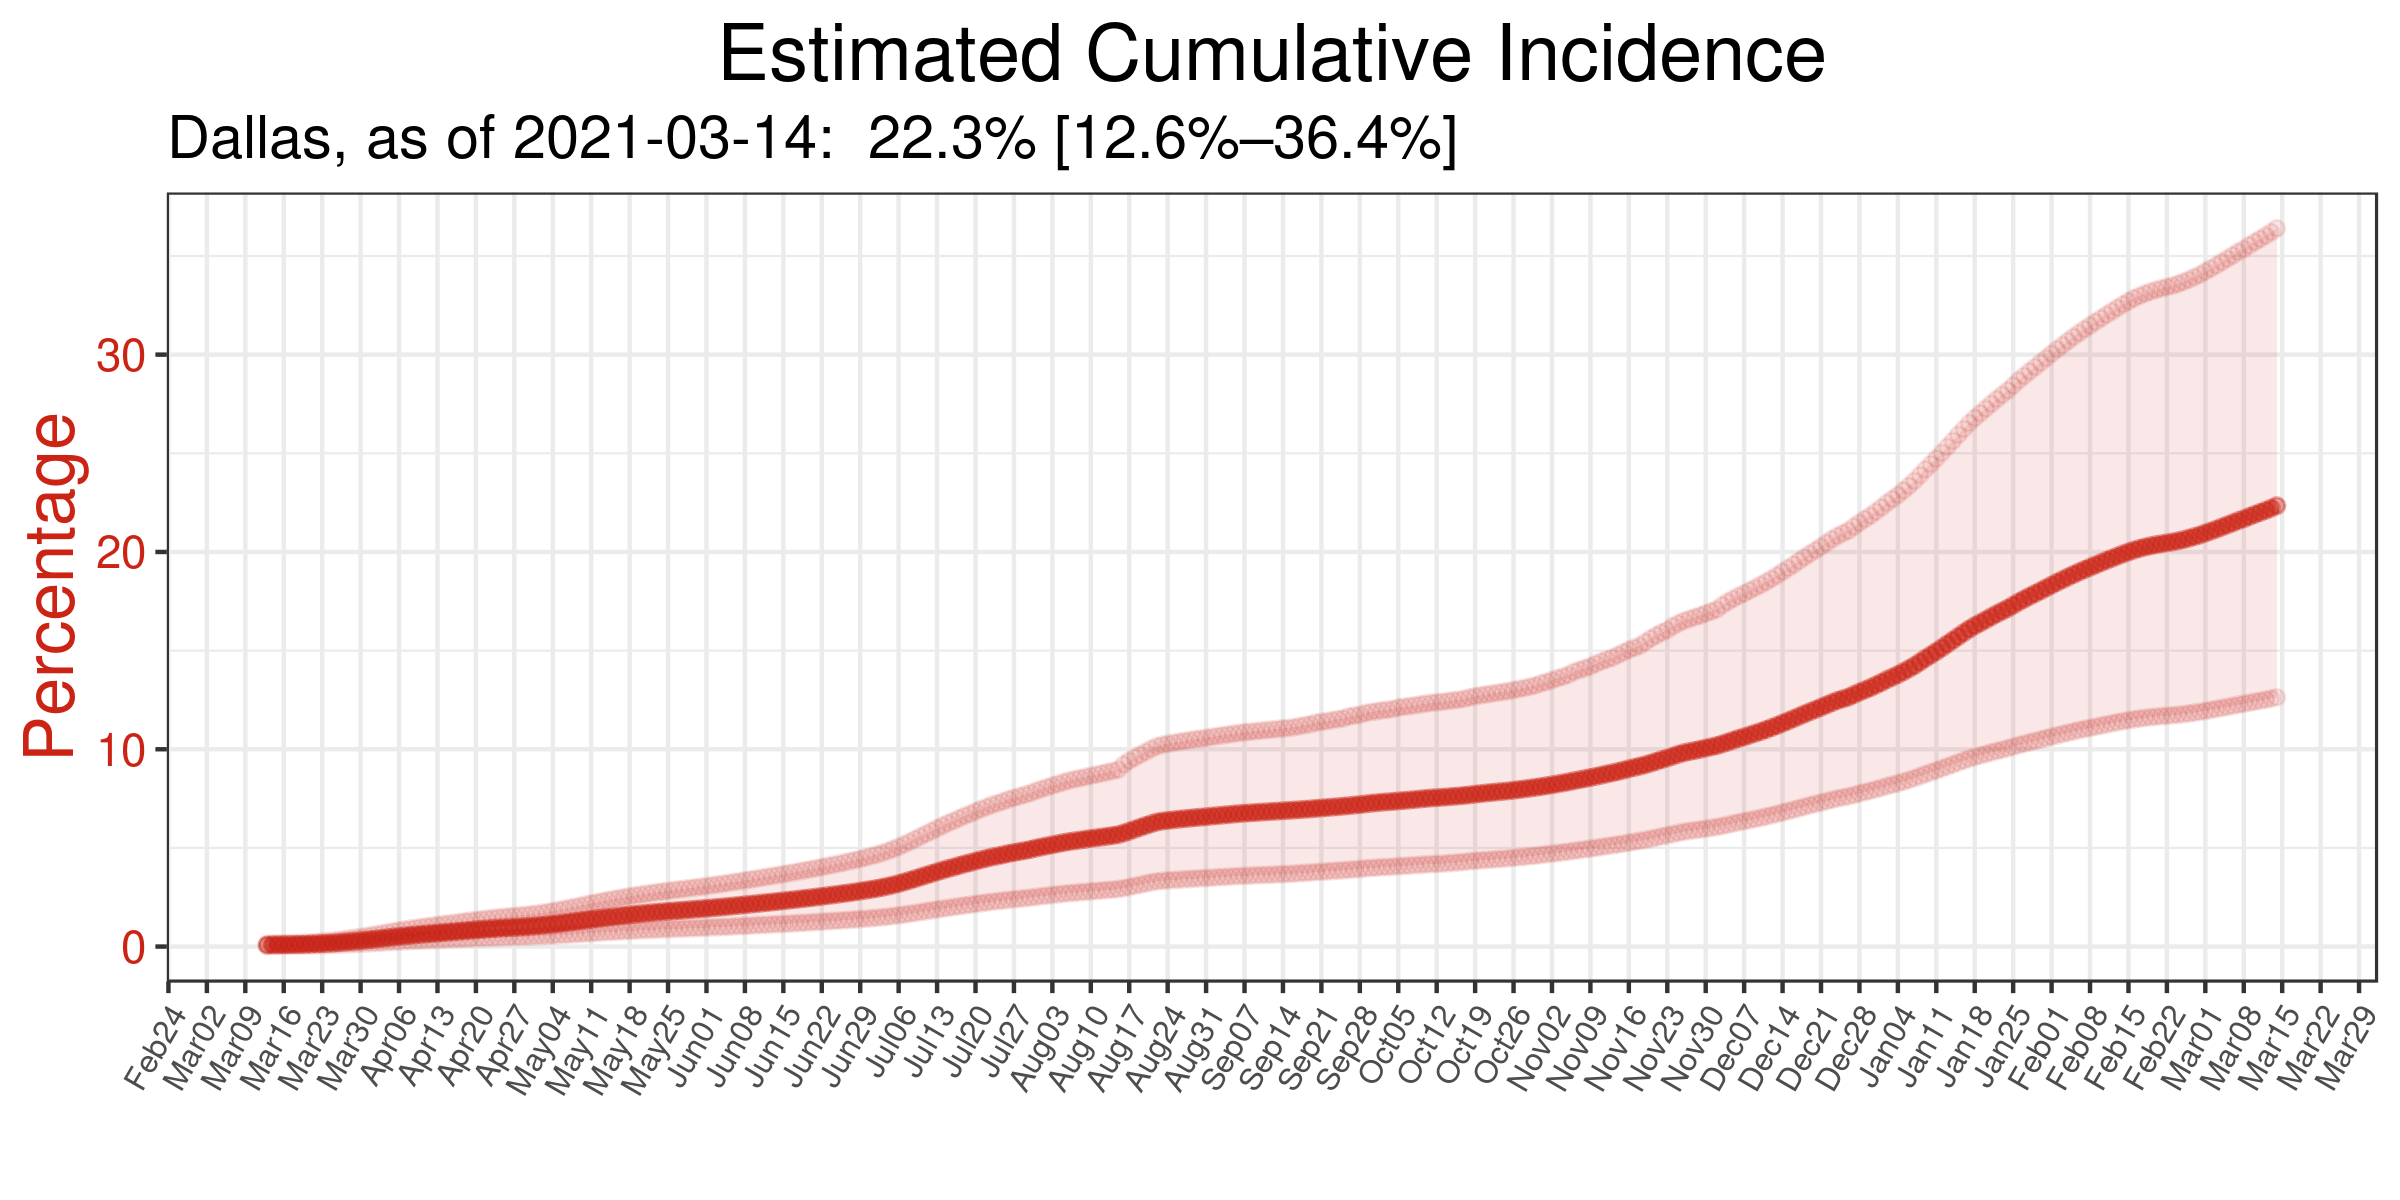 Estimated Cumulative Incidence
Dallas, as of 2021-03-14:  22.3% [12.6%–36.4%]
Percentage
30
20
10
0
Feb24
Mar02
Mar09
Mar16
Mar23
Mar30
Apr06
Apr13
Apr20
Apr27
May04
May11
May18
May25
Jun01
Jun08
Jun15
Jun22
Jun29
Jul06
Jul13
Jul20
Jul27
Aug03
Aug10
Aug17
Aug24
Aug31
Sep07
Sep14
Sep21
Sep28
Oct05
Oct12
Oct19
Oct26
Nov02
Nov09
Nov16
Nov23
Nov30
Dec07
Dec14
Dec21
Dec28
Jan04
Jan11
Jan18
Jan25
Feb01
Feb08
Feb15
Feb22
Mar01
Mar08
Mar15
Mar22
Mar29